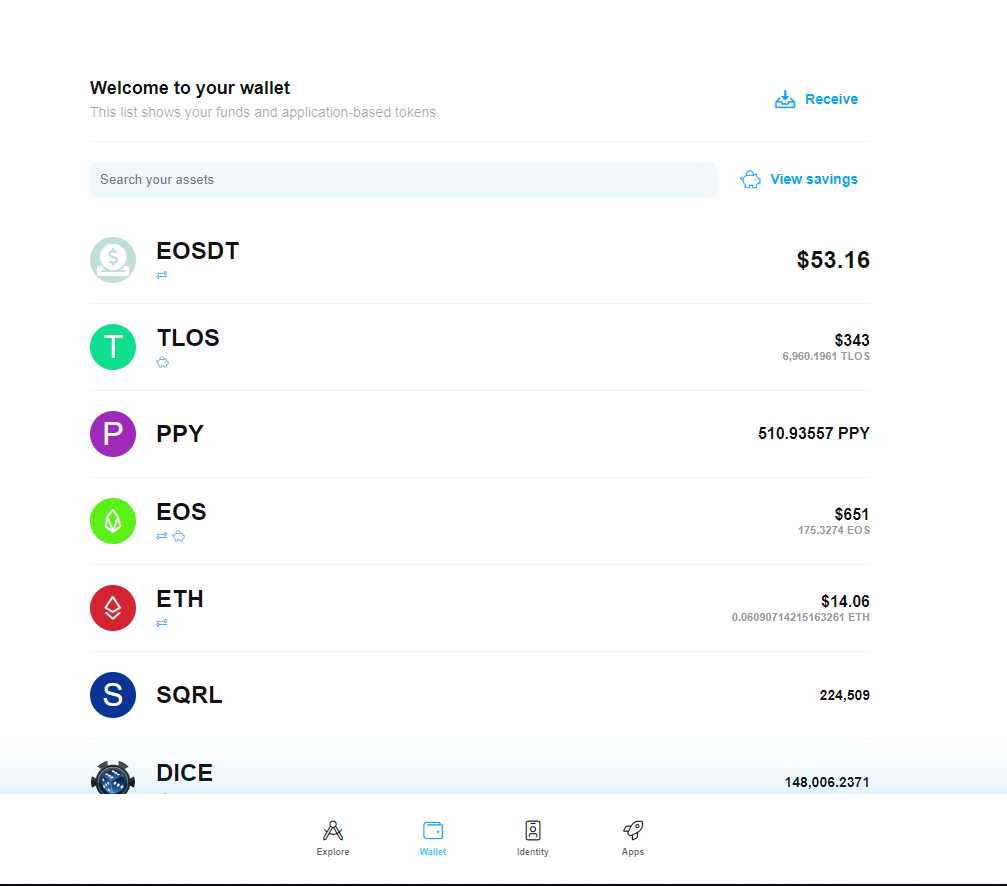 Welcome to your wallet
This list shows your funds and application-based tokens.
Receive
Search your assets
View savings
EOSDT
$53.16
T
TLOS
$343
6,960.1961 TLOS
P
PPY
510.93557 PPY
EOS
$651
175.3274 EOS
ETH
$14.06
0.06090714215163261 ETH
S
SQRL
224,509
DICE
148,006.2371
Explore
Wallet
Identity
Apps